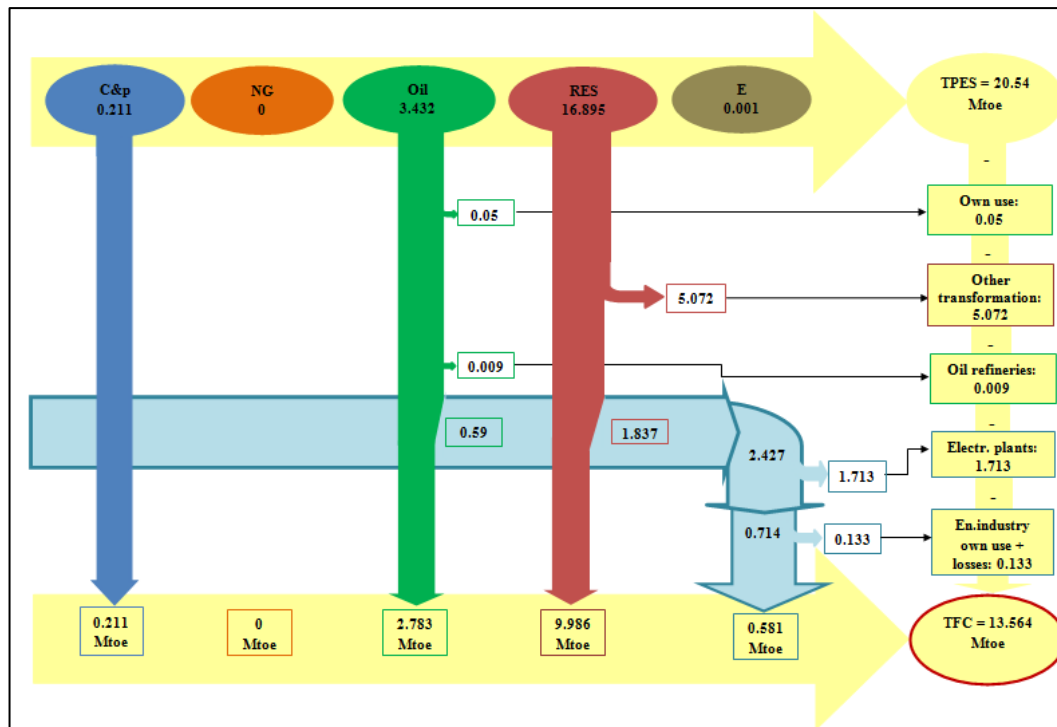 C&p
0.211
NG
0
Oil
3.432
RES
16.895
E
0.001
TPES = 20.54
Mtoe
-
0.05
Own use:
0.05
-
5.072
Other
transformation:
5.072
-
0.009
Oil refineries:
0.009
-
0.59
1.837
2.427
1.713
Electr. plants:
1.713
-
0.714
0.133
En.industry
own use +
losses: 0.133
0.211
Mtoe
0
Mtoe
2.783
Mtoe
9.986
Mtoe
0.581
Mtoe
TFC = 13.564
Mtoe